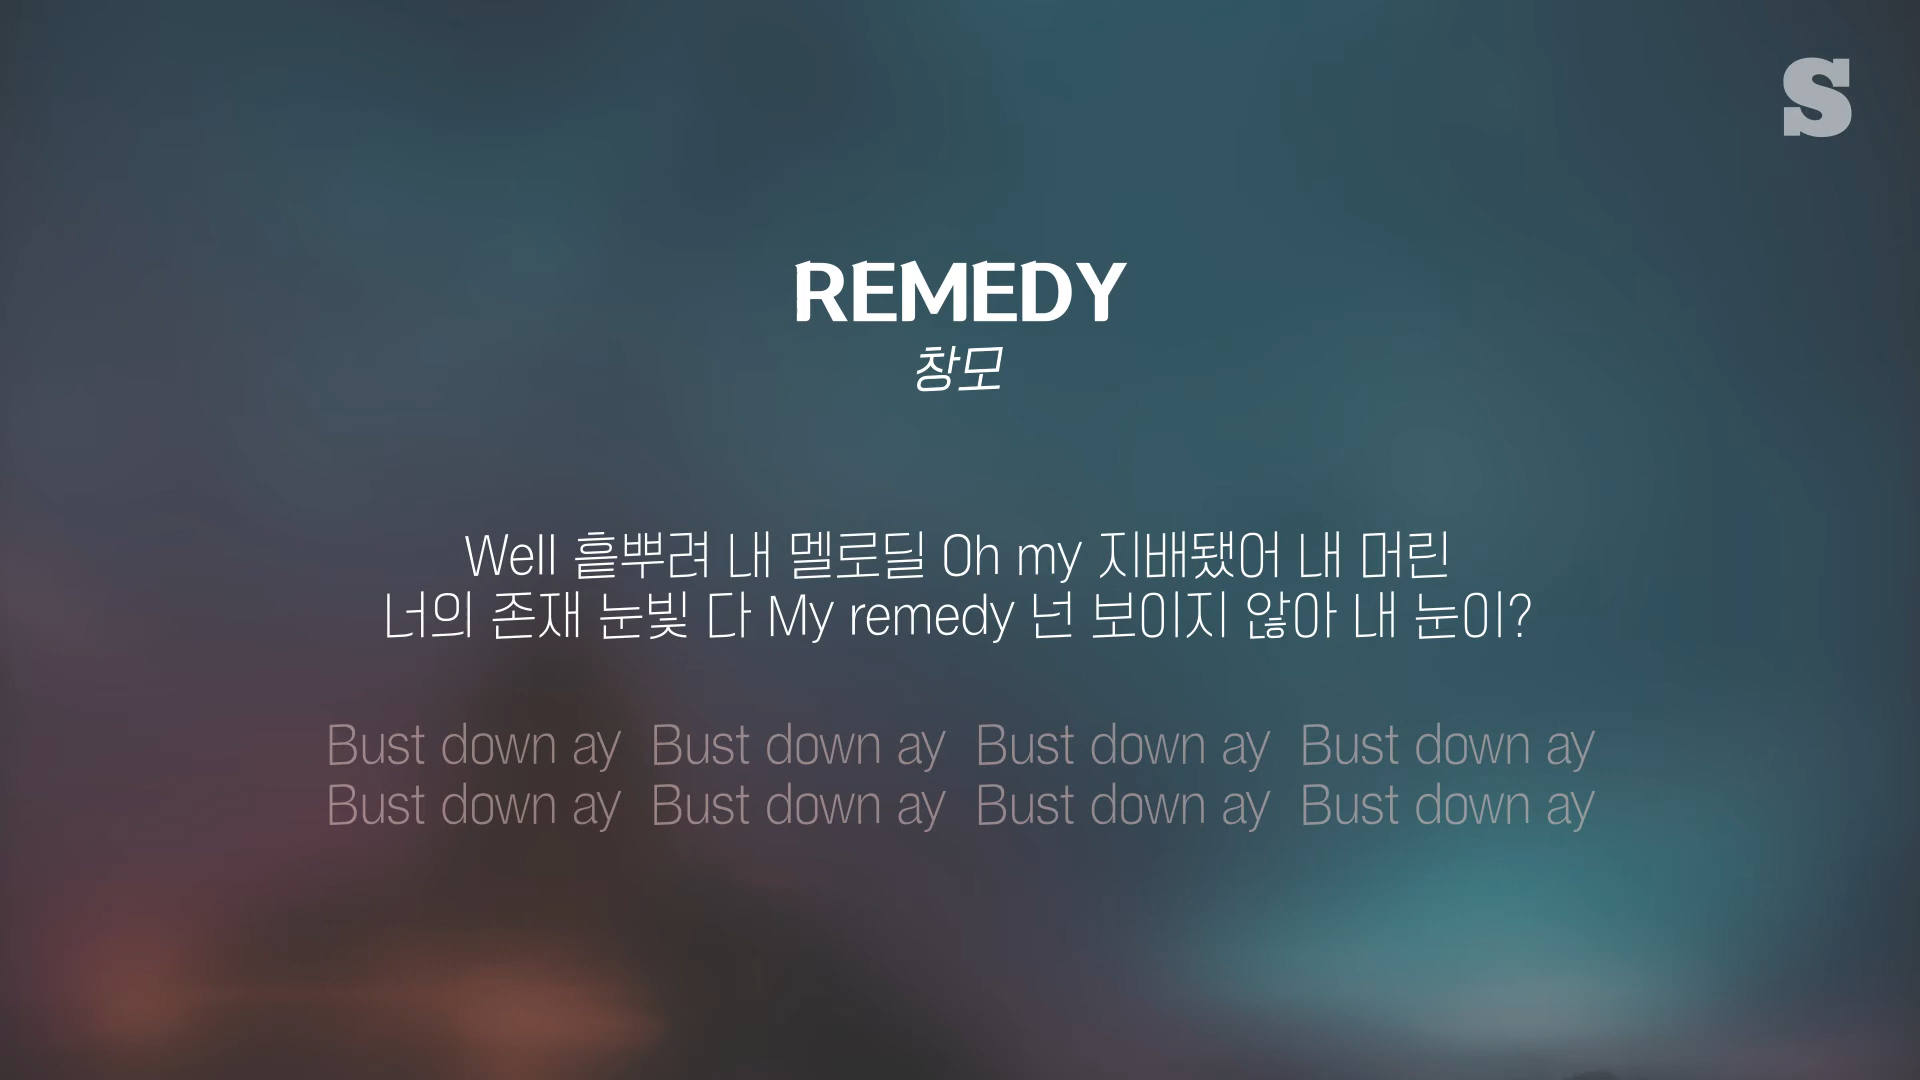 S
REMEDY
창모
Well 흩뿌려 내 멜로딜 Oh my 지배됐어 내 머린
너의 존재 눈빛 다 My remedy 넌 보이지 않아 내 눈이?
Bust down ay Bust down ay Bust down ay Bust down ay
Bust down ay Bust down ay Bust down ay Bust down ay